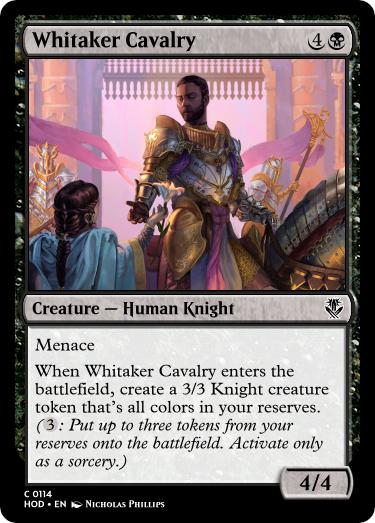 Whitaker Cavalry 4
Creature — Human Knight
Menace
When Whitaker Cavalry enters the
battlefield, create a 3/3 Knight creature
token that's all colors in your reserves.
(3: Put up to three tokens from your
reserves onto the battlefield. Activate only
as a sorcery.)
4/4
C 0114
HOD • EN Nicholas Phillips